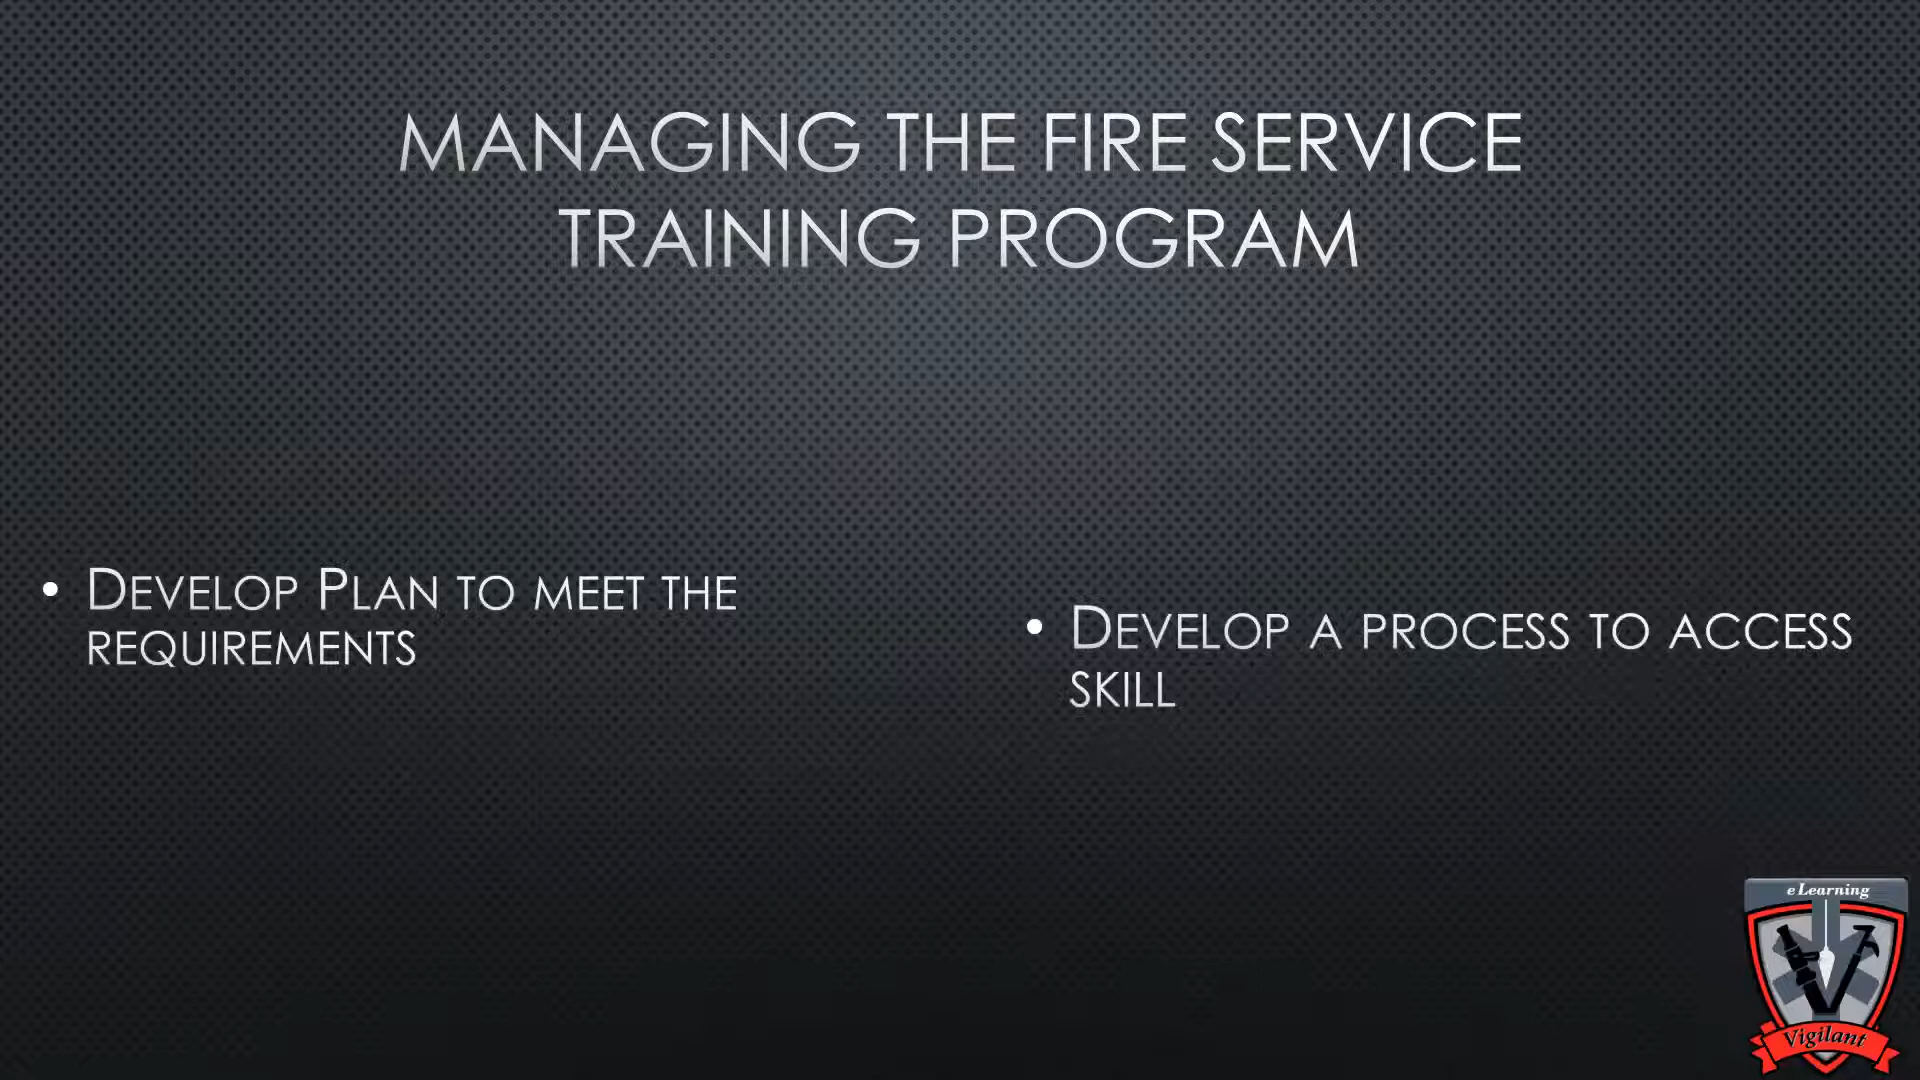 MANAGING THE FIRE SERVICE
TRAINING PROGRAM
• DEVELOP PLAN TO MEET THE
REQUIREMENTS
• DEVELOP A PROCESS TO ACCESS
SKILL
eLearning
Vigilant